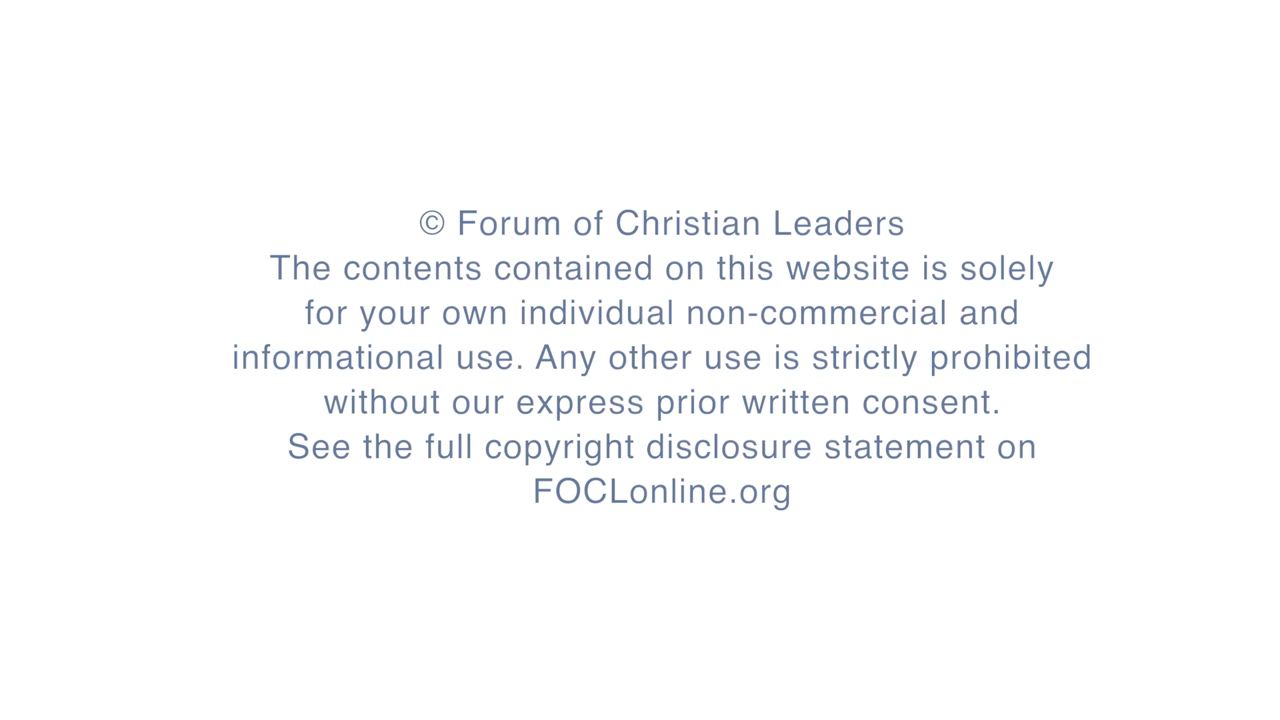 © Forum of Christian Leaders
The contents contained on this website is solely
for your own individual non-commercial and
informational use. Any other use is strictly prohibited
without our express prior written consent.
See the full copyright disclosure statement on
FOCLonline.org